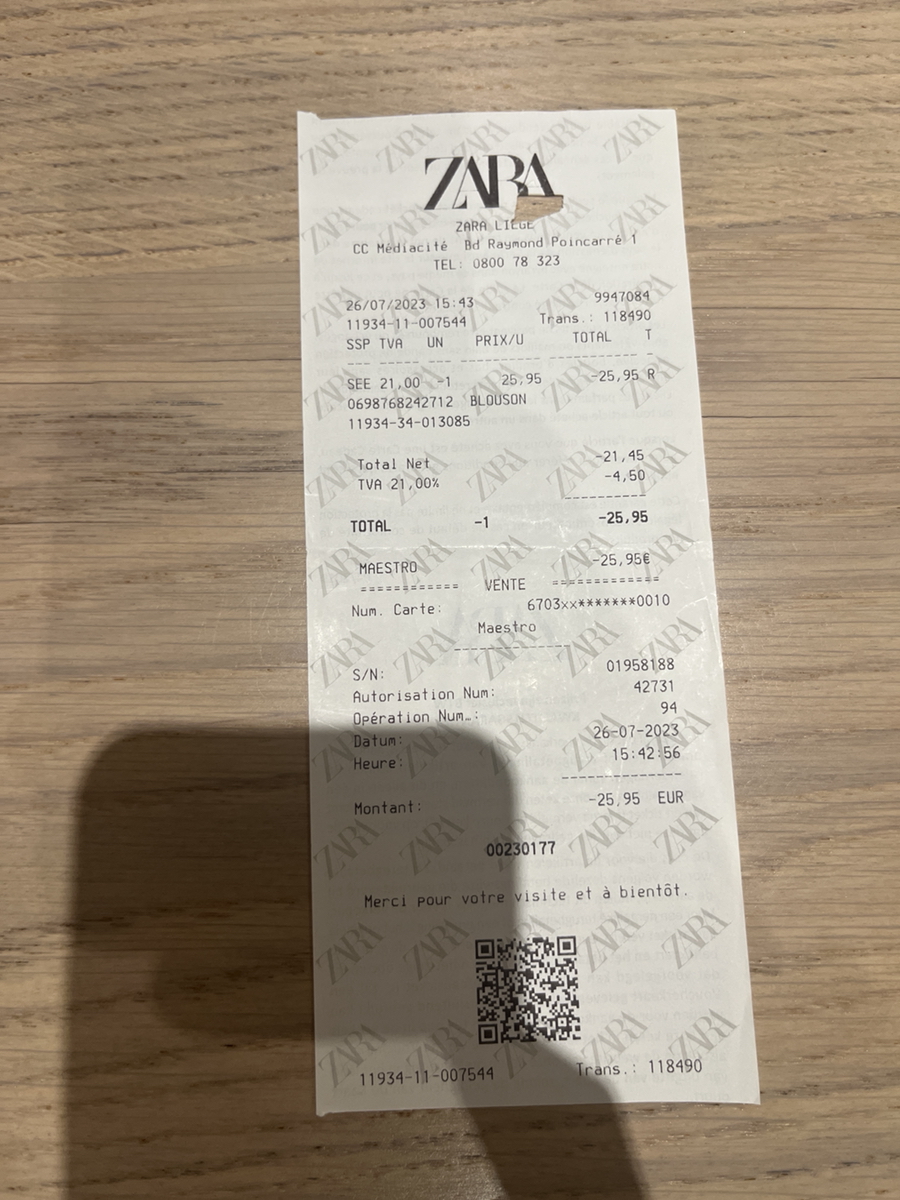 ZARA
ZARA LIEGE
CC Médiacité Bd Raymond Poincarré 1
TEL: 0800 78 323
26/07/2023 15:43 9947084
11934-11-007544 Trans.: 118490
SSP TVA UN PRIX/U TOTAL T
--- --- --- ---------- ----------- -
SEE 21,00 -1 25,95 -25,95 R
0698768242712 BLOUSON
11934-34-013085
Total Net -21,45
TVA 21,00% -4,50
----------
TOTAL -1 -25,95
MAESTRO -25,95€
=========== VENTE ============
Num. Carte: 6703xx*******0010
Maestro
--------------
S/N: 01958188
Autorisation Num: 42731
Opération Num…: 94
Datum: 26-07-2023
Heure: 15:42:56
-------------
Montant: -25,95 EUR
00230177
Merci pour votre visite et à bientôt.
11934-11-007544 Trans.: 118490